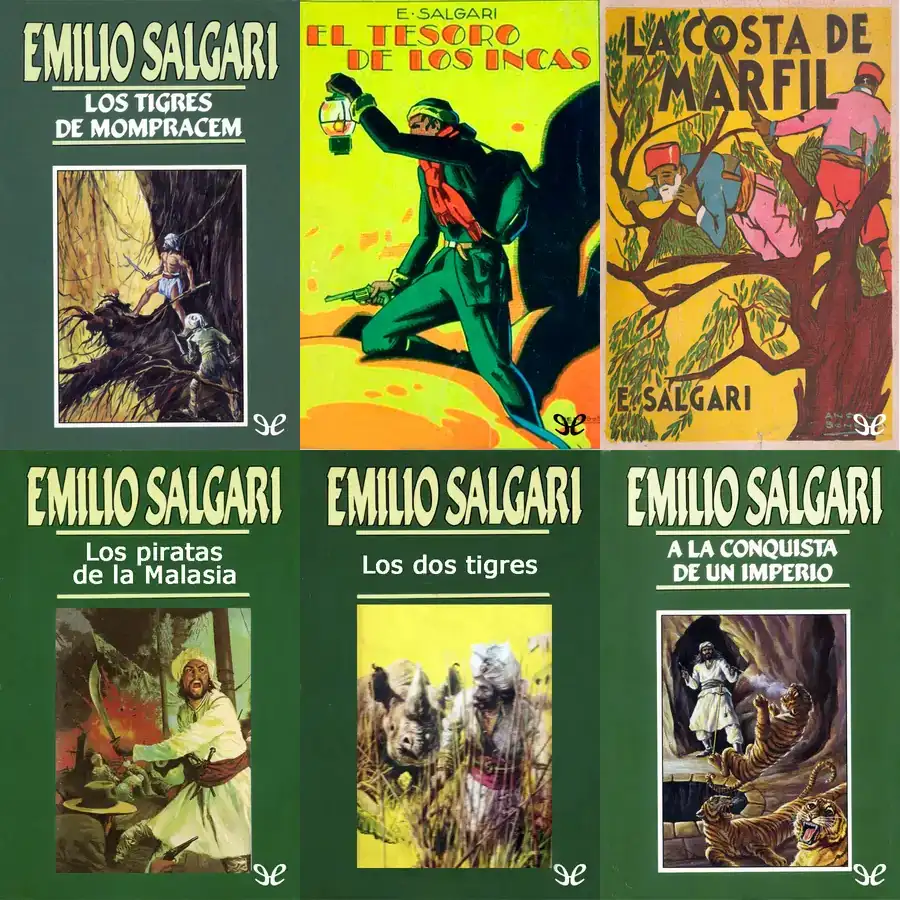 EMILIO SALGARI
LOS TIGRES
DE MOMPRACEM
E·SALGARI
EL TESORO
DE LOS INCAS
LA COSTA DE
MARFIL
E. SALGARI
EMILIO SALGARI
Los piratas
de la Malasia
EMILIO SALGARI
Los dos tigres
EMILIO SALGARI
A LA CONQUISTA
DE UN IMPERIO